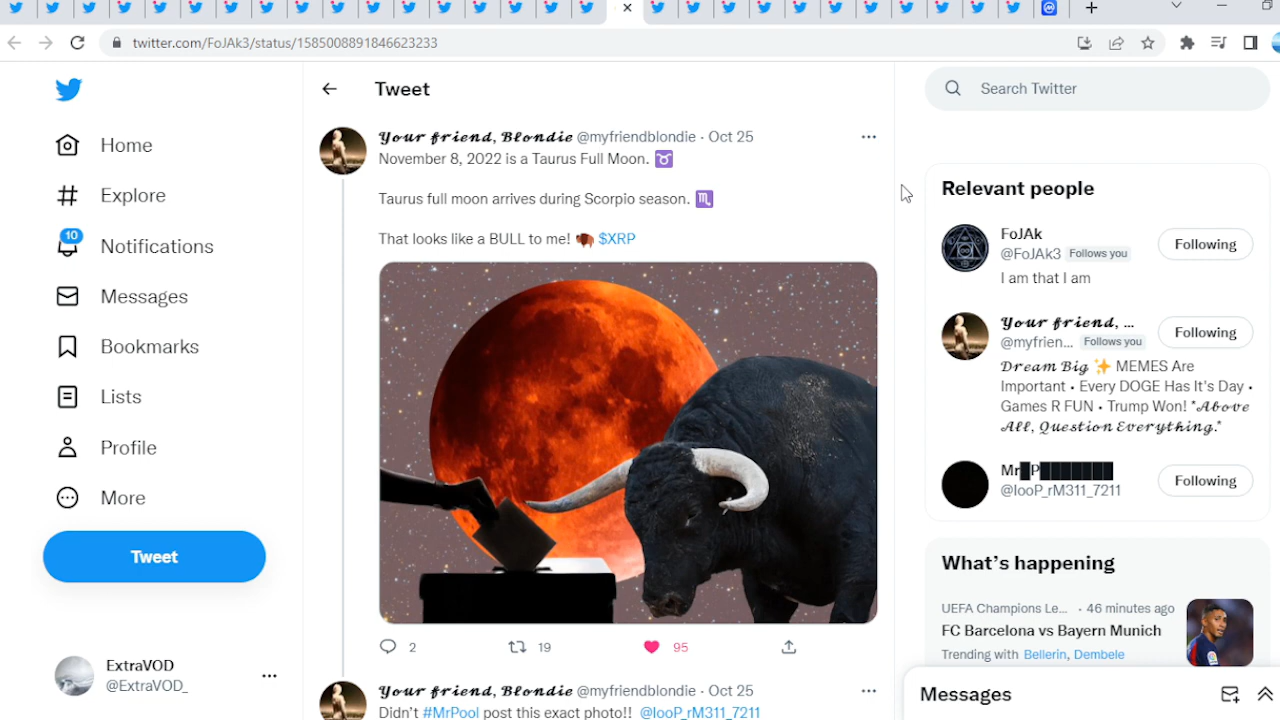 twitter.com/FoJAk3/status/1585008891846623233
Home
Explore
10
Notifications
Messages
Bookmarks
Lists
Profile
More
Tweet
ExtraVOD
@ExtraVOD_
Tweet
𝓨𝓸𝓾𝓻 𝓯𝓻𝓲𝓮𝓷𝓭, 𝓑𝓵𝓸𝓷𝓭𝓲𝓮 @myfriendblondie · Oct 25
November 8, 2022 is a Taurus Full Moon. ♉
Taurus full moon arrives during Scorpio season. ♏
That looks like a BULL to me! 🐂 $XRP
2 19 95
𝓨𝓸𝓾𝓻 𝓯𝓻𝓲𝓮𝓷𝓭, 𝓑𝓵𝓸𝓷𝓭𝓲𝓮 @myfriendblondie · Oct 25
Didn't #MrPool post this exact photo!! @looP_rM311_7211
Search Twitter
Relevant people
FoJAk
@FoJAk3 Follows you
Following
I am that I am
𝓨𝓸𝓾𝓻 𝓯𝓻𝓲𝓮𝓷𝓭, ...
@myfrien... Follows you
Following
𝓓𝓻𝓮𝓪𝓶 𝓑𝓲𝓰 ✨ MEMES Are
Important • Every DOGE Has It's Day •
Games R FUN • Trump Won! "𝓐𝓫𝓸𝓿𝓮
𝓐𝓵𝓵, 𝓠𝓾𝓮𝓼𝓽𝓲𝓸𝓷 𝓔𝓿𝓮𝓻𝔂𝓽𝓱𝓲𝓷𝓰."
Mr█P███████
@looP_rM311_7211
Following
What's happening
UEFA Champions Le... · 46 minutes ago
FC Barcelona vs Bayern Munich
Trending with Bellerin, Dembele
Messages